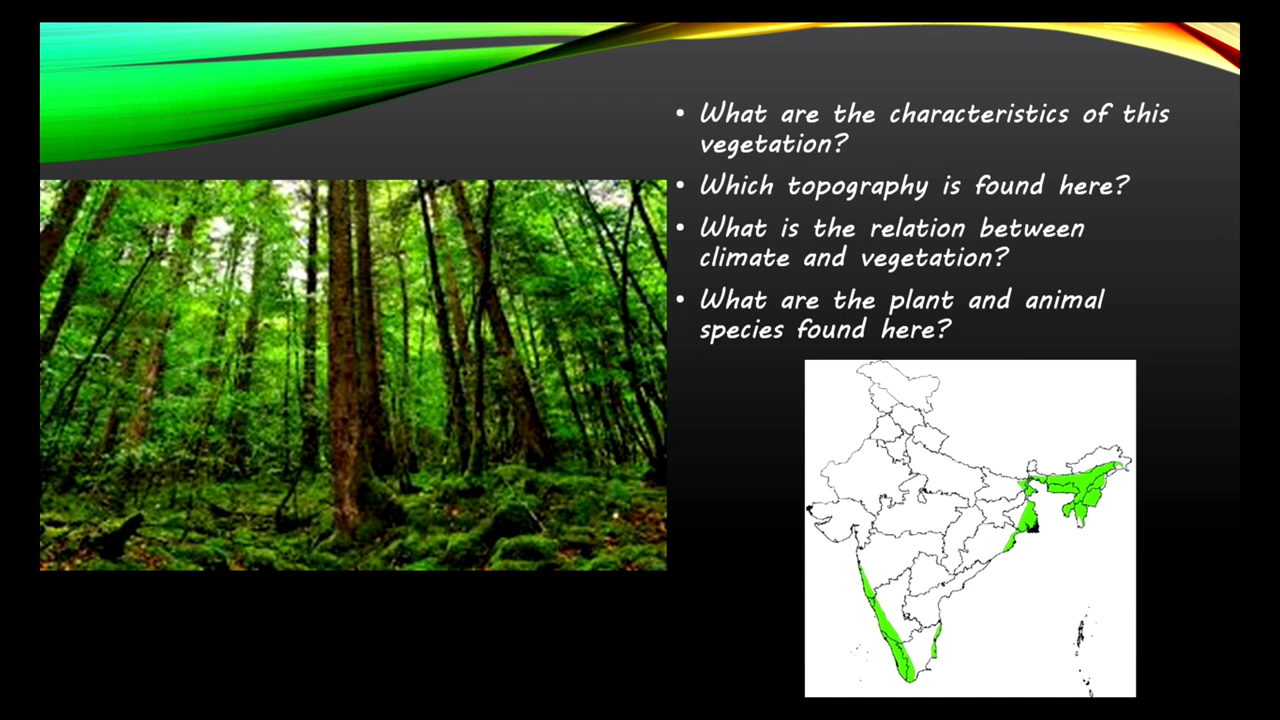 • What are the characteristics of this
vegetation?
• Which topography is found here?
• What is the relation between
climate and vegetation?
• What are the plant and animal
species found here?